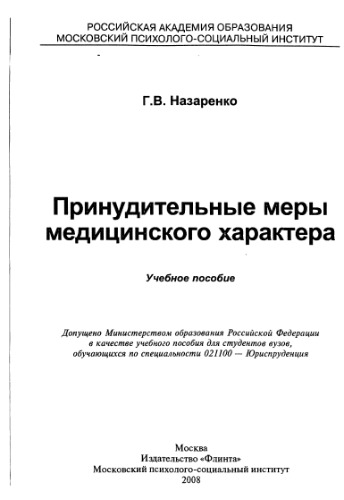 РОССИЙСКАЯ АКАДЕМИЯ ОБРАЗОВАНИЯ
МОСКОВСКИЙ ПСИХОЛОГО-СОЦИАЛЬНЫЙ ИНСТИТУТ
Г.В. Назаренко
Принудительные меры
медицинского характера
Учебное пособие
Допущено Министерством образования Российской Федерации
в качестве учебного пособия для студентов вузов,
обучающихся по специальности 021100 — Юриспруденция
Москва
Издательство «Флинта»
Московский психолого-социальный институт
2008